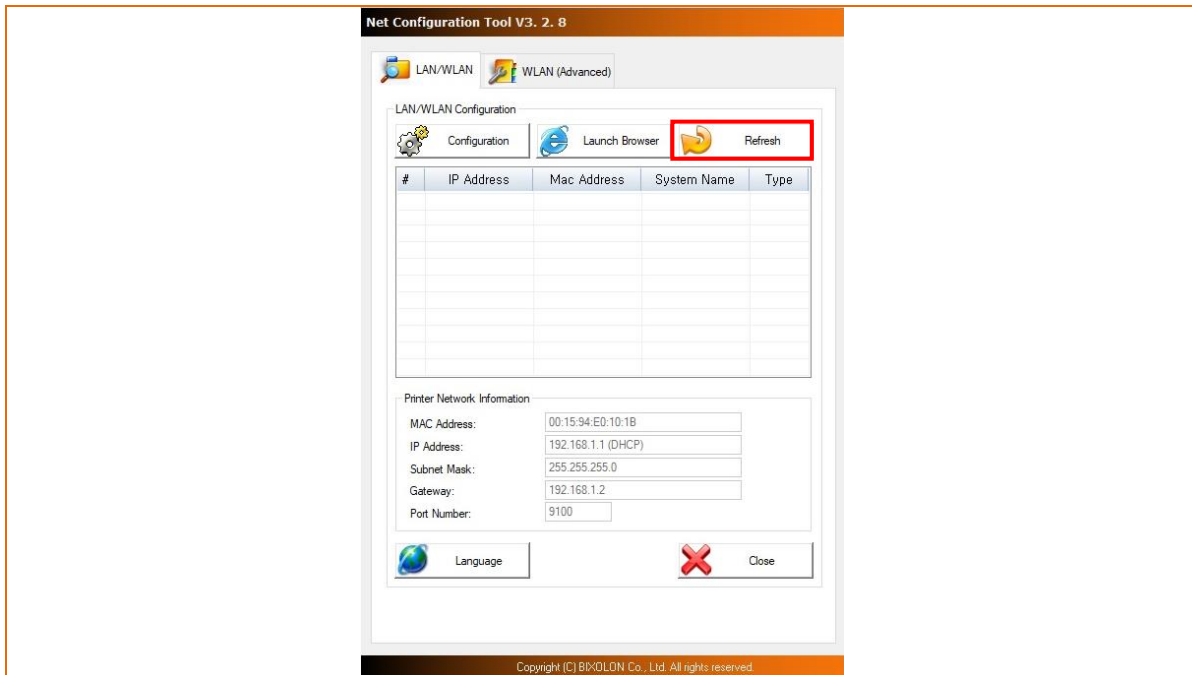 Net Configuration Tool V3. 2. 8
LAN/WLAN WLAN (Advanced)
LAN/WLAN Configuration
Configuration Launch Browser Refresh
# IP Address Mac Address System Name Type
Printer Network Information
MAC Address: 00:15:94:E0:10:1B
IP Address: 192.168.1.1 (DHCP)
Subnet Mask: 255.255.255.0
Gateway: 192.168.1.2
Port Number: 9100
Language Close
Copyright (C) BIXOLON Co., Ltd. All rights reserved.